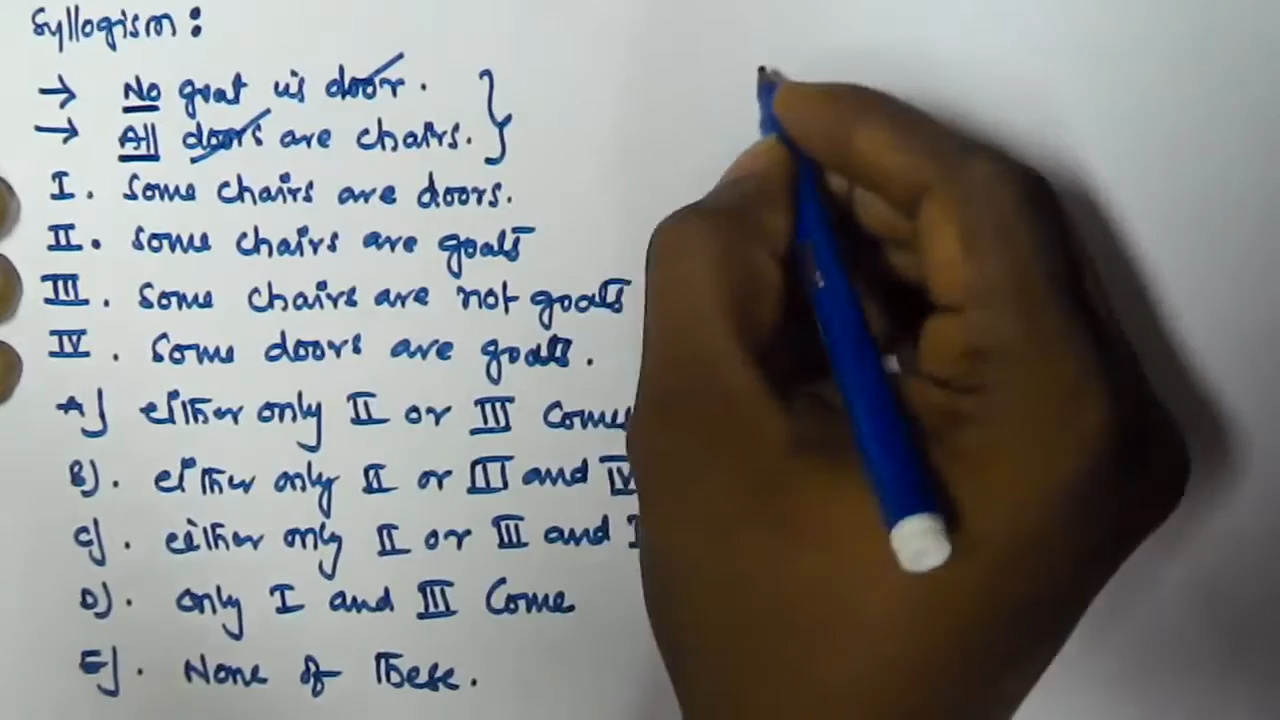 Syllogism:
→ No goat is door.
→ All doors are chairs.
I. Some chairs are doors.
II. Some chairs are goats
III. Some chairs are not goats
IV. Some doors are goats.
A) either only II or III Come
B). either only II or III and IV
C). either only II or III and
D). only I and III Come
E). None of these.